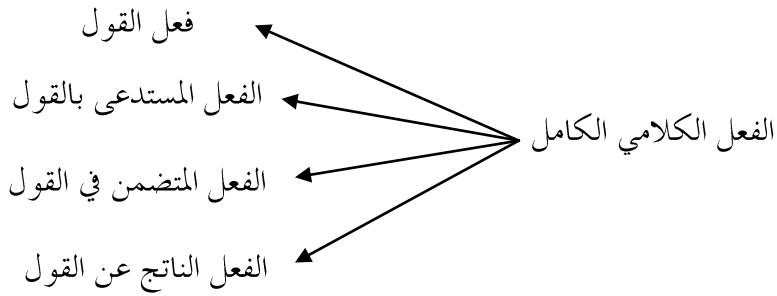 الفعل الكلامي الكامل
فعل القول
الفعل المستدعى بالقول
الفعل المتضمن في القول
الفعل الناتج عن القول